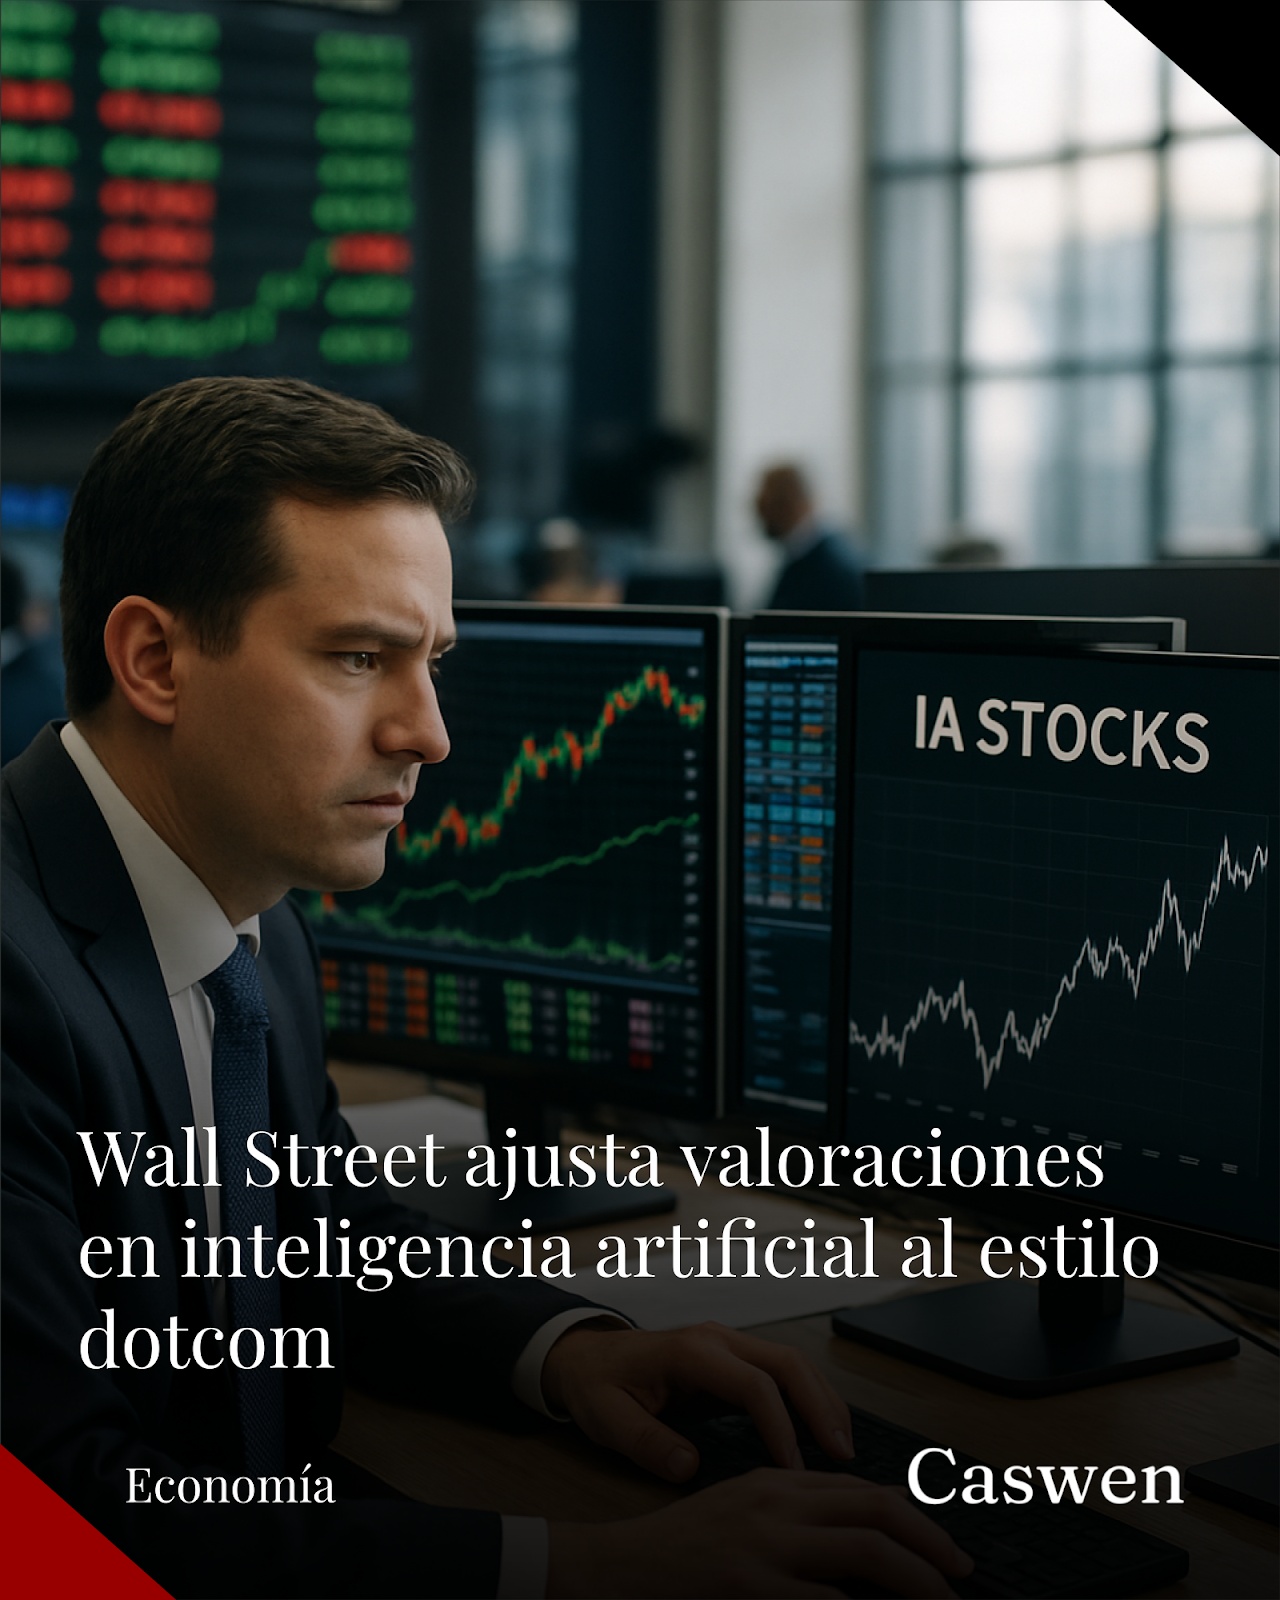 IA STOCKS
Wall Street ajusta valoraciones
en inteligencia artificial al estilo
dotcom
Economía
Caswen